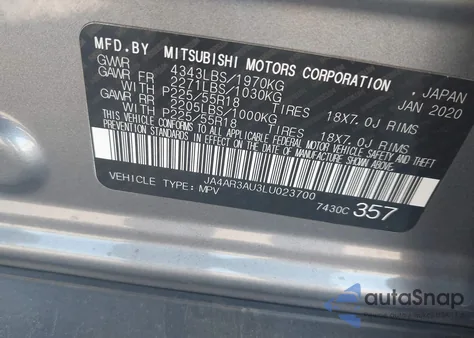 MFD.BY MITSUBISHI MOTORS CORPORATION, JAPAN
GVWR 4343LBS/1970KG JAN 2020
GAWR FR 2271LBS/1030KG
WITH P225/55R18 TIRES 18X7.0J RIMS
GAWR RR 2205LBS/1000KG
WITH P225/55R18 TIRES 18X7.0J RIMS
THIS VEHICLE CONFORMS TO ALL APPLICABLE FEDERAL MOTOR
VEHICLE SAFETY, BUMPER AND THEFT
PREVENTION STANDARDS IN EFFECT ON THE DATE OF MANUFACTURE SHOWN ABOVE.
JA4AR3AU3LU023700
VEHICLE TYPE: MPV
7430C 357
autoSnap